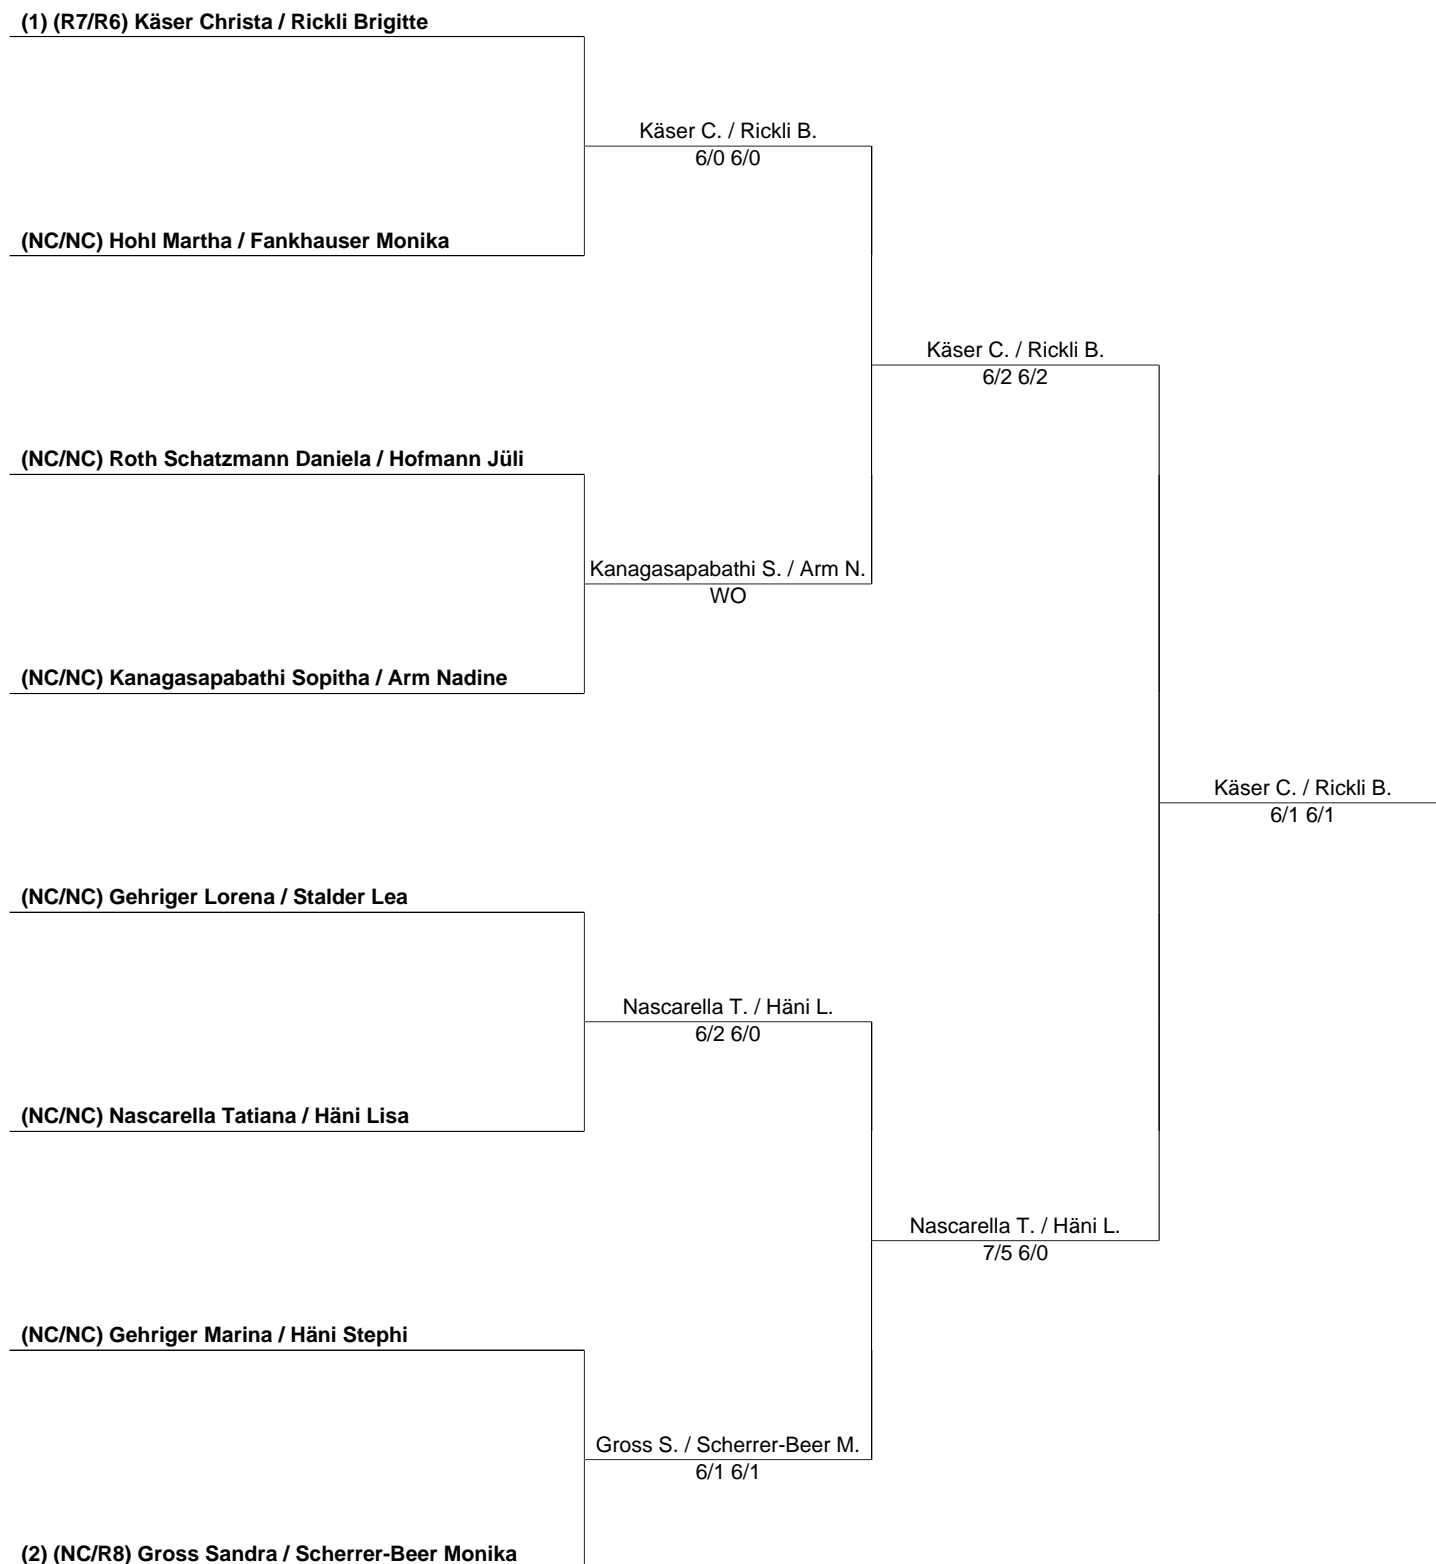 (1) (R7/R6) Käser Christa / Rickli Brigitte
Käser C. / Rickli B.
6/0 6/0
(NC/NC) Hohl Martha / Fankhauser Monika
Käser C. / Rickli B.
6/2 6/2
(NC/NC) Roth Schatzmann Daniela / Hofmann Jüli
Kanagasapabathi S. / Arm N.
WO
(NC/NC) Kanagasapabathi Sopitha / Arm Nadine
Käser C. / Rickli B.
6/1 6/1
(NC/NC) Gehriger Lorena / Stalder Lea
Nascarella T. / Häni L.
6/2 6/0
(NC/NC) Nascarella Tatiana / Häni Lisa
Nascarella T. / Häni L.
7/5 6/0
(NC/NC) Gehriger Marina / Häni Stephi
Gross S. / Scherrer-Beer M.
6/1 6/1
(2) (NC/R8) Gross Sandra / Scherrer-Beer Monika